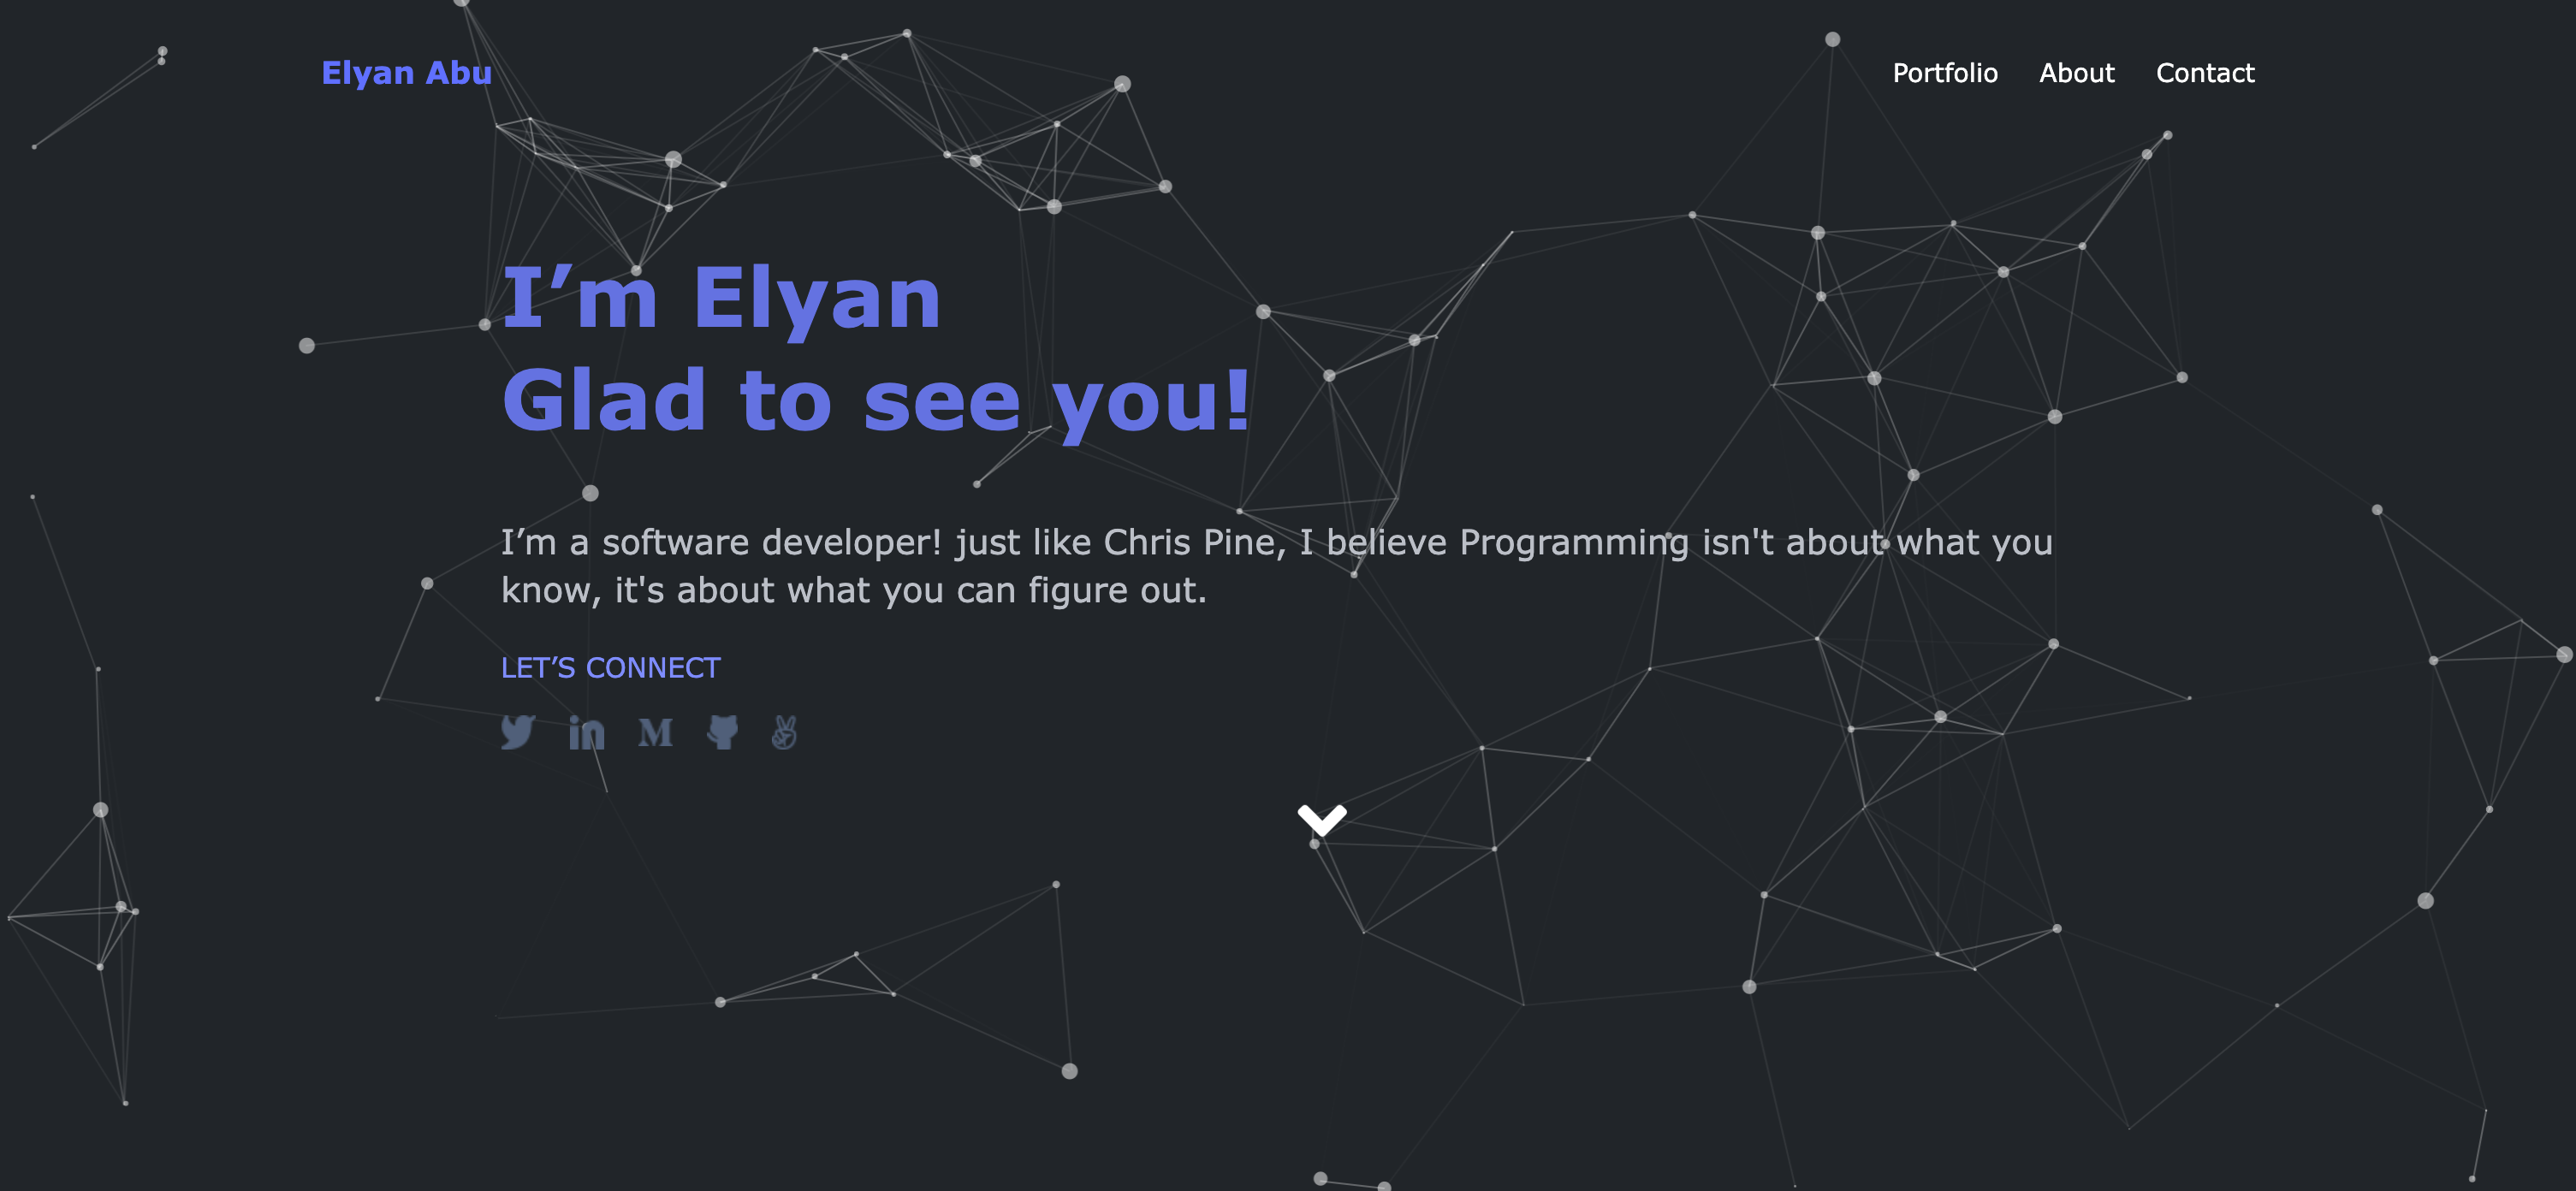 Elyan Abu
Portfolio
About
Contact
I’m Elyan
Glad to see you!
I’m a software developer! just like Chris Pine, I believe Programming isn't about what you
know, it's about what you can figure out.
LET’S CONNECT